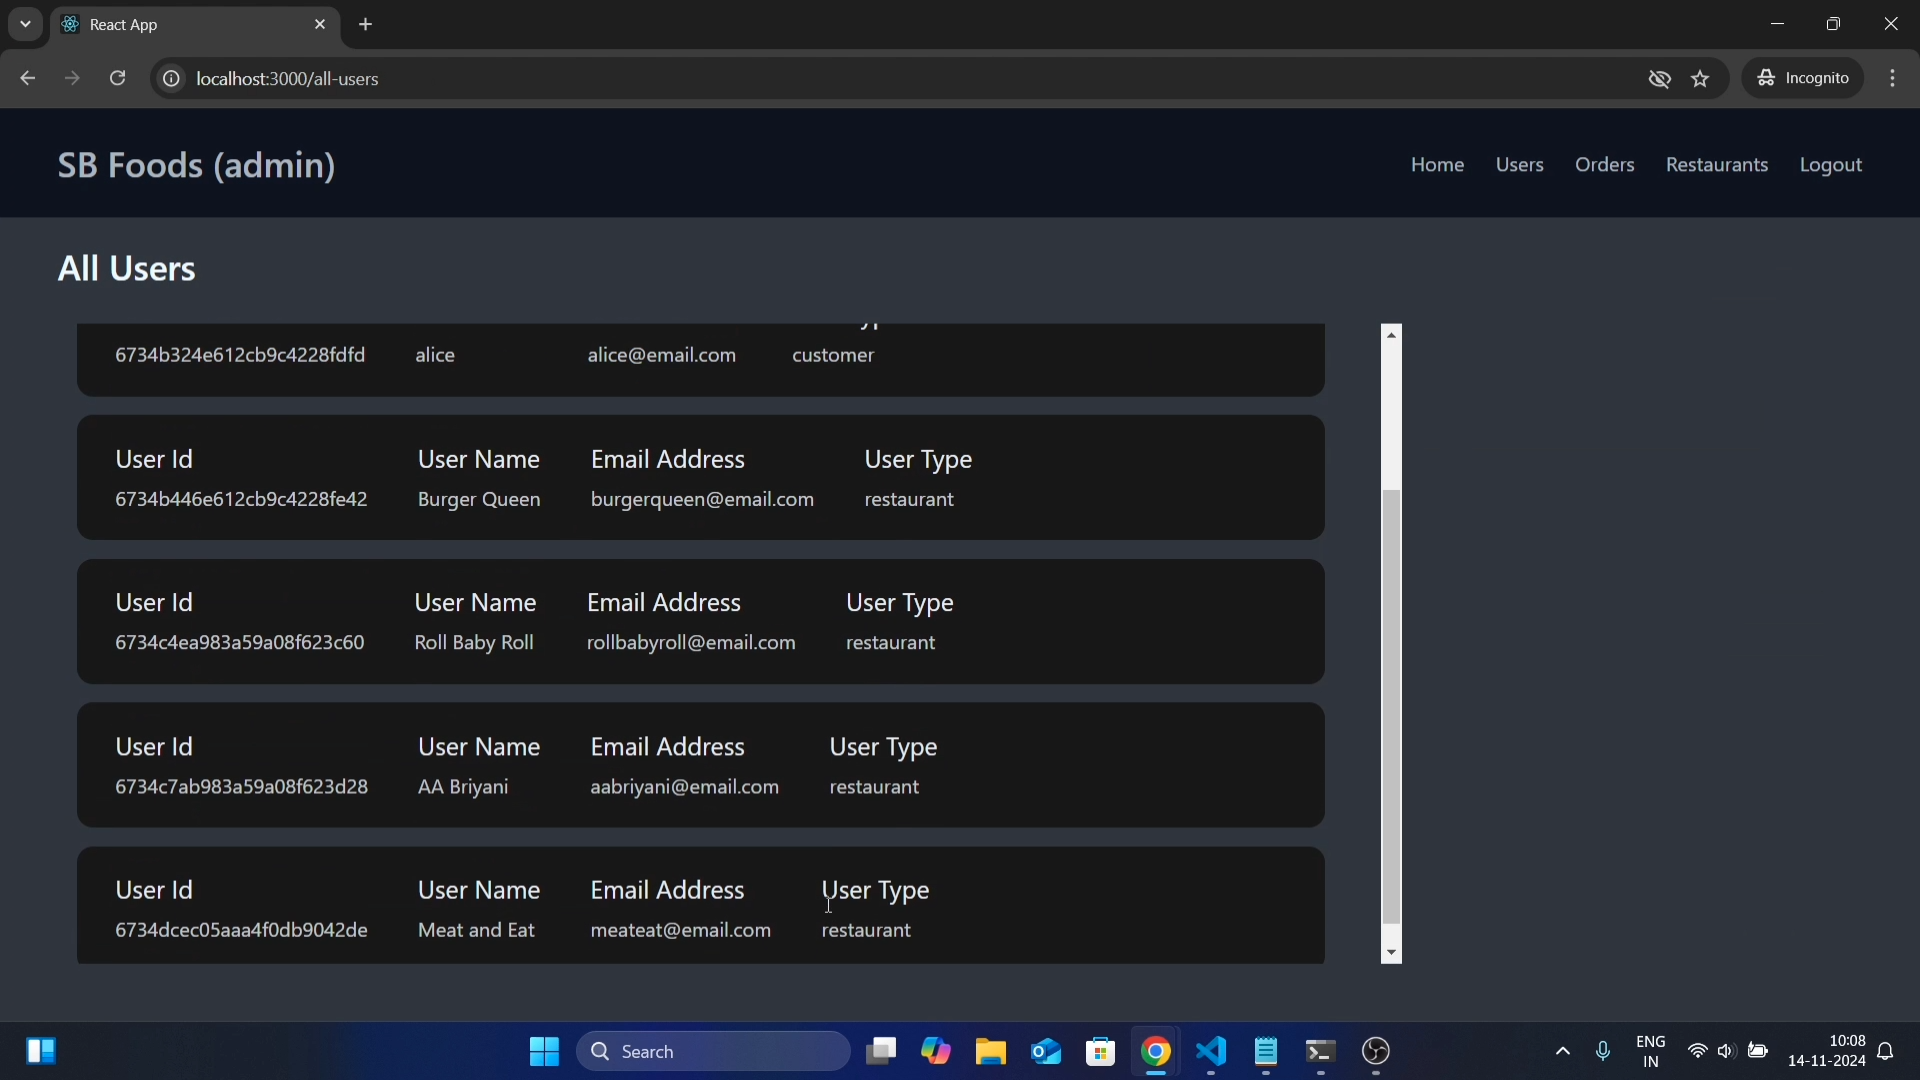 React App
localhost:3000/all-users
Incognito
SB Foods (admin)
Home Users Orders Restaurants Logout
All Users
6734b324e612cb9c4228fdfd alice alice@email.com customer
User Id User Name Email Address User Type
6734b446e612cb9c4228fe42 Burger Queen burgerqueen@email.com restaurant
User Id User Name Email Address User Type
6734c4ea983a59a08f623c60 Roll Baby Roll rollbabyroll@email.com restaurant
User Id User Name Email Address User Type
6734c7ab983a59a08f623d28 AA Briyani aabriyani@email.com restaurant
User Id User Name Email Address User Type
6734dcec05aaa4f0db9042de Meat and Eat meateat@email.com restaurant
Search
ENG
IN
10:08
14-11-2024